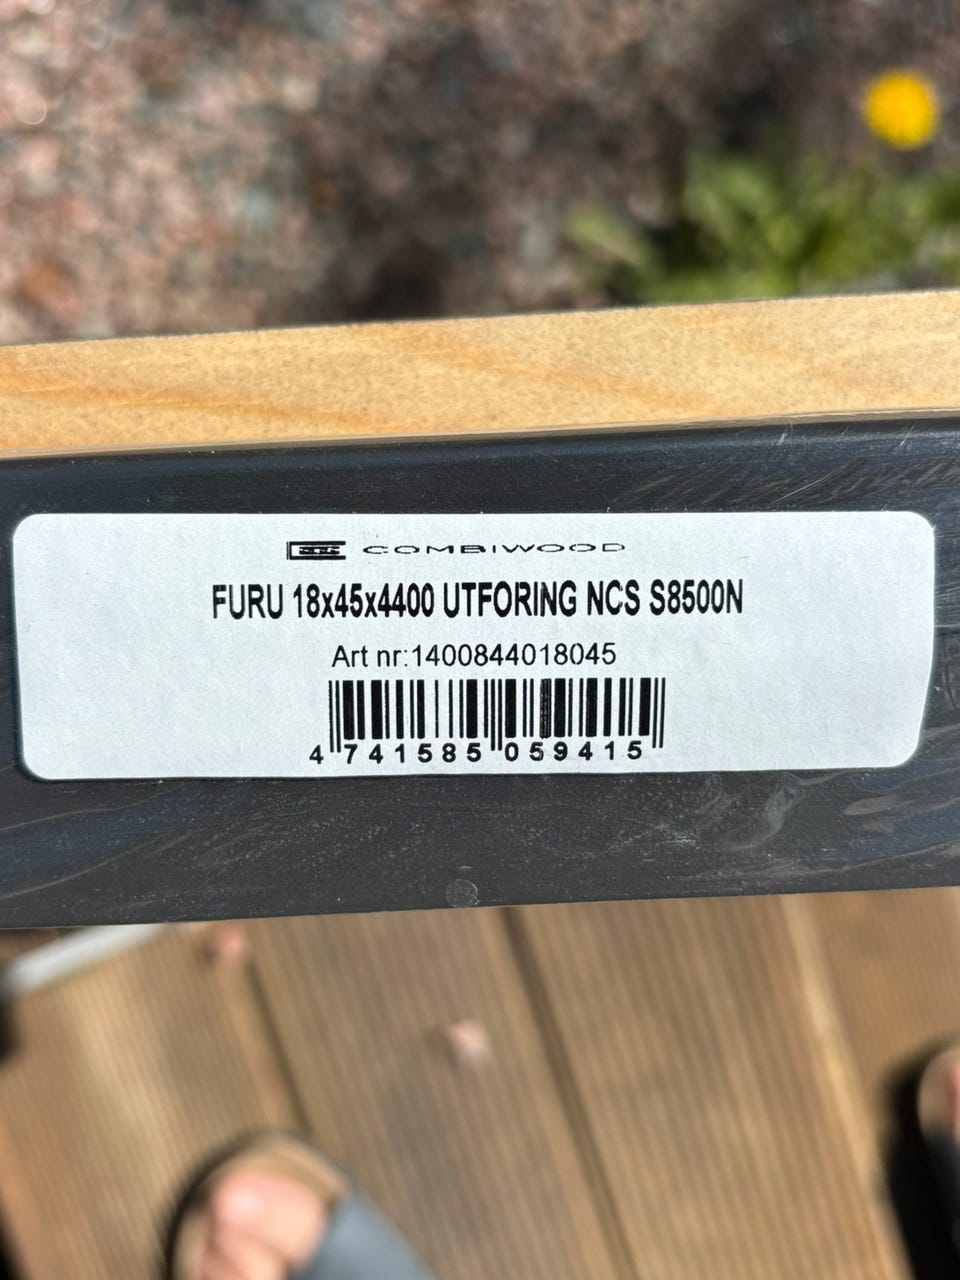 COMBIWOOD
FURU 18x45x4400 UTFORING NCS S8500N
Art nr:1400844018045
4 741585 059415